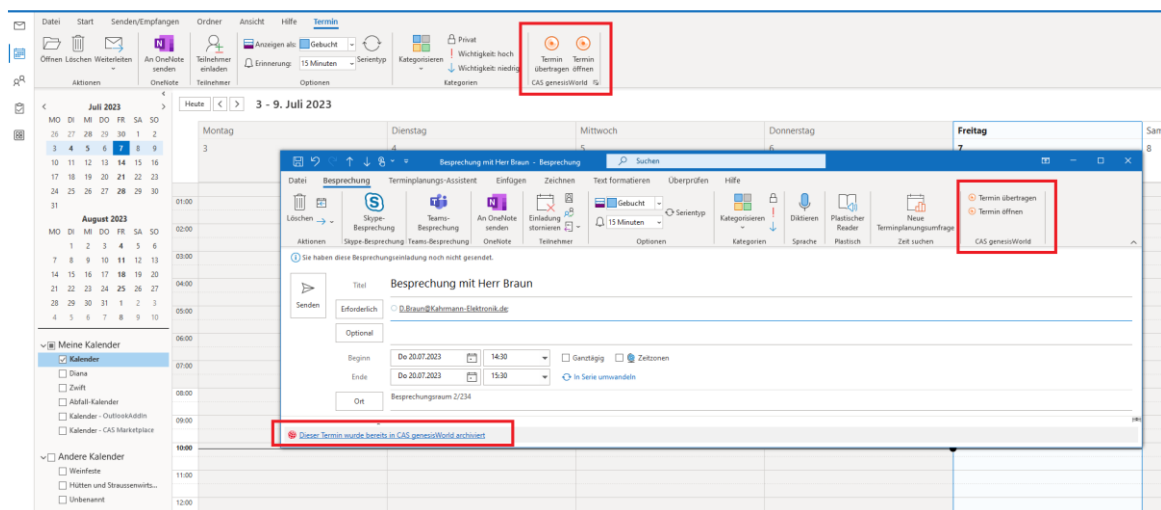 Datei Start Senden/Empfangen Ordner Ansicht Hilfe Termin
Öffnen Löschen Weiterleiten
An OneNote
senden
Teilnehmer
einladen
Anzeigen als: Gebucht
Erinnerung: 15 Minuten
Serientyp
Kategorisieren
Privat
Wichtigkeit: hoch
Wichtigkeit: niedrig
Termin
übertragen
Termin
öffnen
Aktionen OneNote Teilnehmer Optionen Kategorien CAS genesisWorld
Juli 2023
MO DI MI DO FR SA SO
26 27 28 29 30 1 2
3 4 5 6 7 8 9
10 11 12 13 14 15 16
17 18 19 20 21 22 23
24 25 26 27 28 29 30
31
August 2023
MO DI MI DO FR SA SO
1 2 3 4 5 6
7 8 9 10 11 12 13
14 15 16 17 18 19 20
21 22 23 24 25 26 27
28 29 30 31 1 2 3
4 5 6 7 8 9 10
Meine Kalender
Kalender
Diana
Zwift
Abfall-Kalender
Kalender - OutlookAddin
Kalender - CAS Marketplace
Andere Kalender
Weinfeste
Hütten und Straussenwirts...
Unbenannt
Heute 3 - 9. Juli 2023
Montag Dienstag Mittwoch Donnerstag Freitag Sam
3 4 5 6 7 8
01:00
02:00
03:00
04:00
05:00
06:00
07:00
08:00
09:00
10:00
11:00
12:00
Besprechung mit Herr Braun - Besprechung Suchen
Datei Besprechung Terminplanungs-Assistent Einfügen Zeichnen Text formatieren Überprüfen Hilfe
Löschen
Skype-
Besprechung
Teams-
Besprechung
An OneNote
senden
Einladung
stornieren
Gebucht
15 Minuten
Serientyp
Kategorisieren
Diktieren
Plastischer
Reader
Neue
Terminplanungsumfrage
Termin übertragen
Termin öffnen
Aktionen Skype-Besprechung Teams-Besprechung OneNote Teilnehmer Optionen Kategorien Sprache Plastisch Zeit suchen CAS genesisWorld
Sie haben diese Besprechungseinladung noch nicht gesendet.
Senden
Titel Besprechung mit Herr Braun
Erforderlich D.Braun@Kahrmann-Elektronik.de;
Optional
Beginn Do 20.07.2023 14:30 Ganztägig Zeitzonen
Ende Do 20.07.2023 15:30 In Serie umwandeln
Ort Besprechungsraum 2/234
Dieser Termin wurde bereits in CAS genesisWorld archiviert